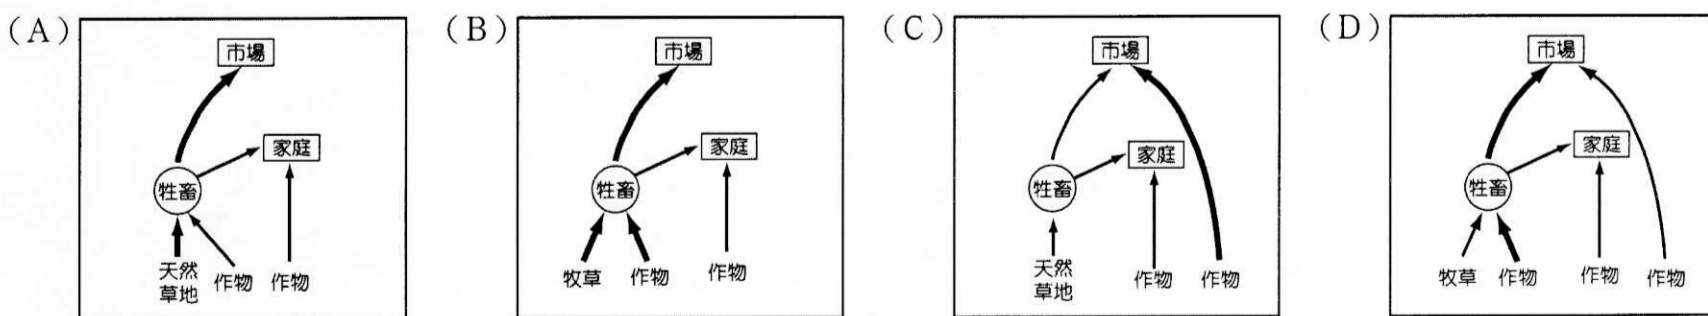 (A)
市場
家庭
牲畜
天然
草地
作物
作物
(B)
市場
家庭
牲畜
牧草
作物
作物
(C)
市場
家庭
牲畜
天然
草地
作物
作物
(D)
市場
家庭
牲畜
牧草
作物
作物
作物